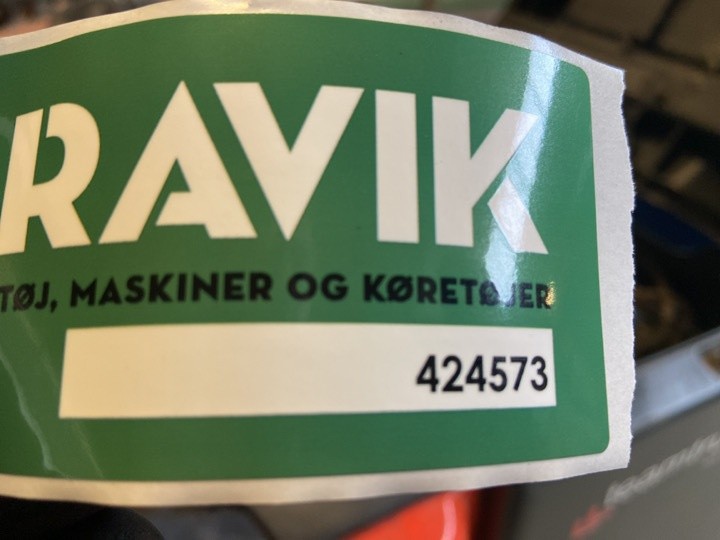 RAVIK
TØJ, MASKINER OG KØRETØJER
424573